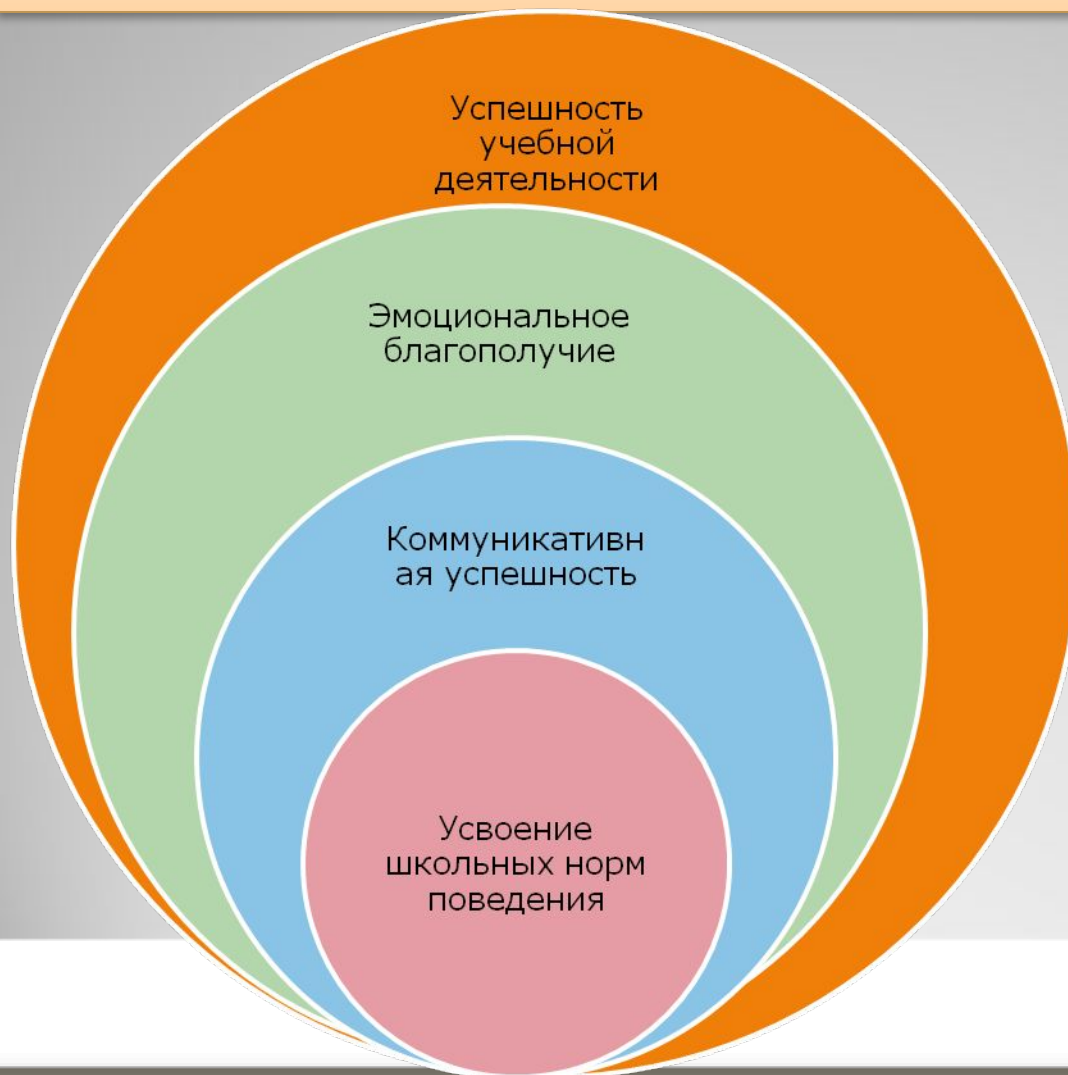 Успешность
учебной
деятельности
Эмоциональное
благополучие
Коммуникативн
ая успешность
Усвоение
школьных норм
поведения